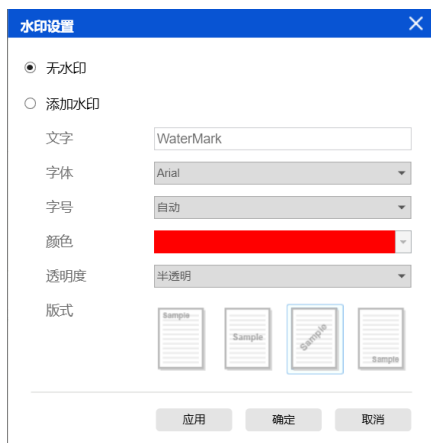 水印设置
无水印
添加水印
文字 WaterMark
字体 Arial
字号 自动
颜色
透明度 半透明
版式 Sample Sample Sample Sample
应用 确定 取消